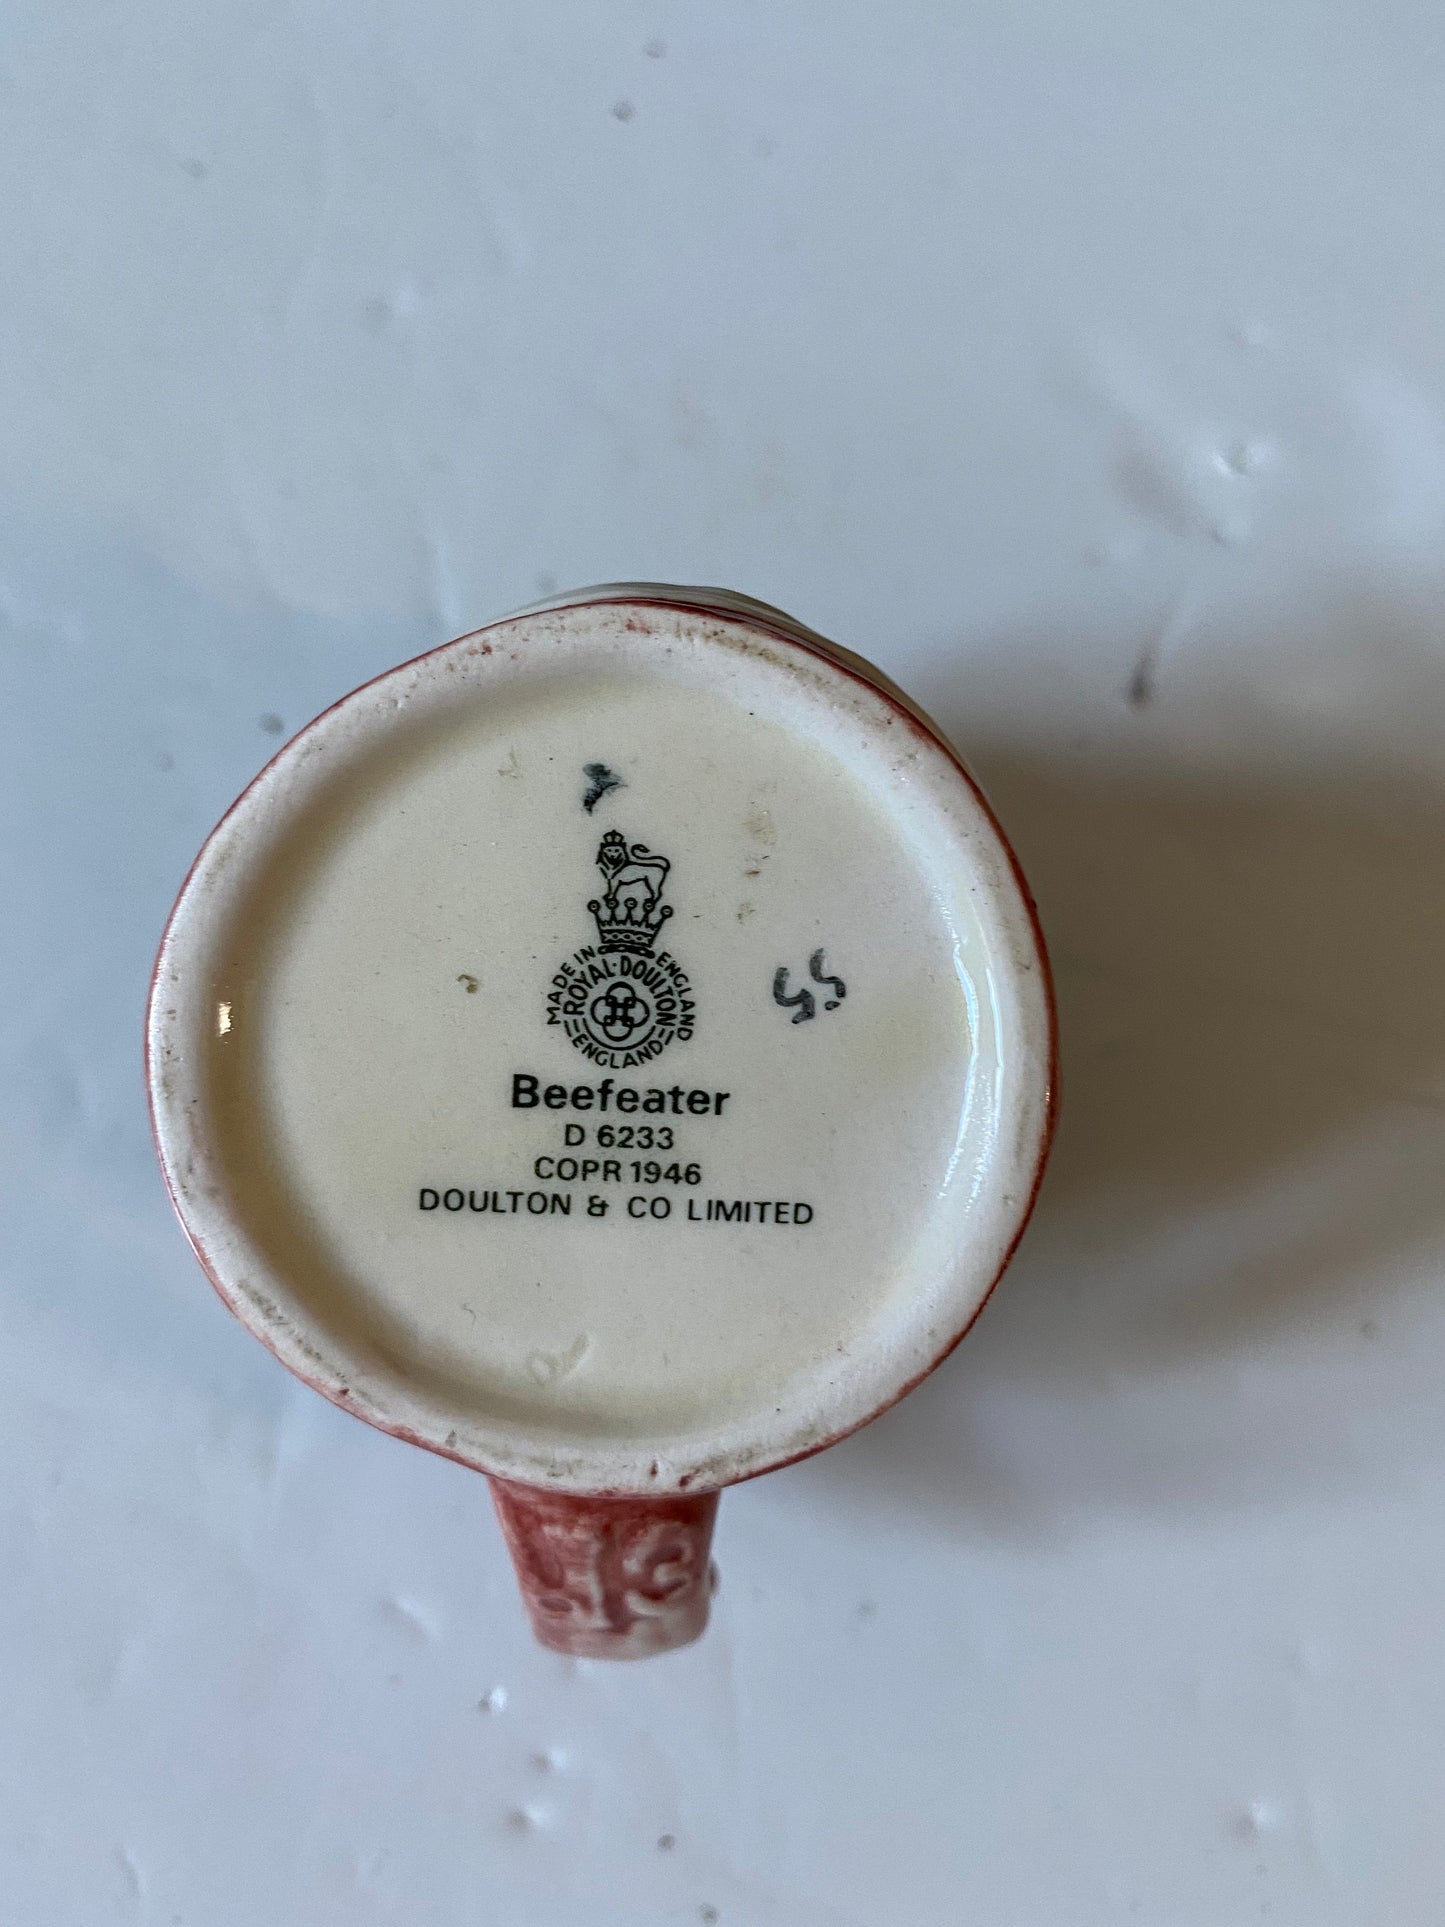 MADE IN ENGLAND
ROYAL·DOULTON
ENGLAND
Beefeater
D 6233
COPR 1946
DOULTON & CO LIMITED